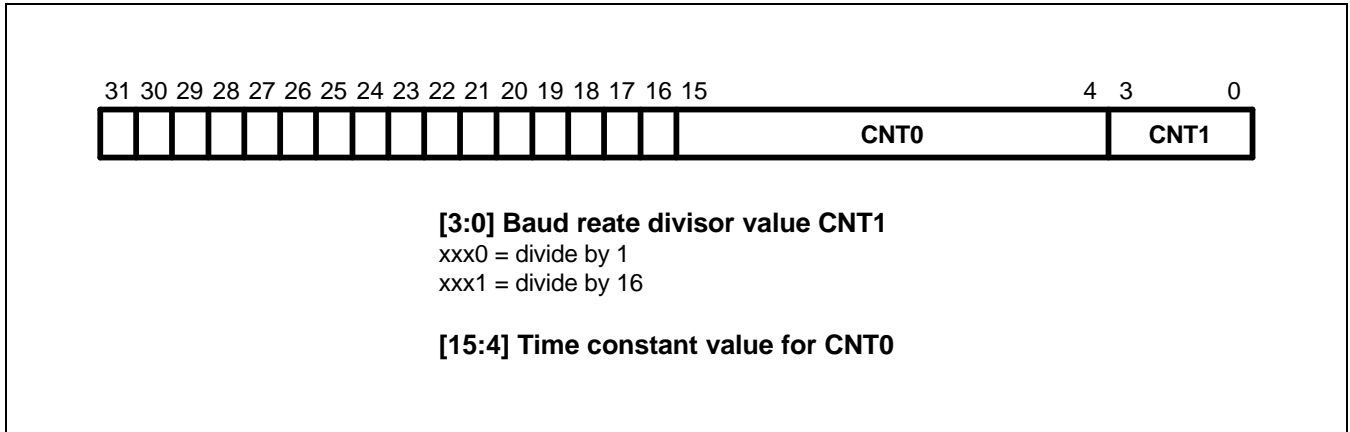 31 30 29 28 27 26 25 24 23 22 21 20 19 18 17 16 15 4 3 0
CNT0 CNT1
[3:0] Baud reate divisor value CNT1
xxx0 = divide by 1
xxx1 = divide by 16
[15:4] Time constant value for CNT0